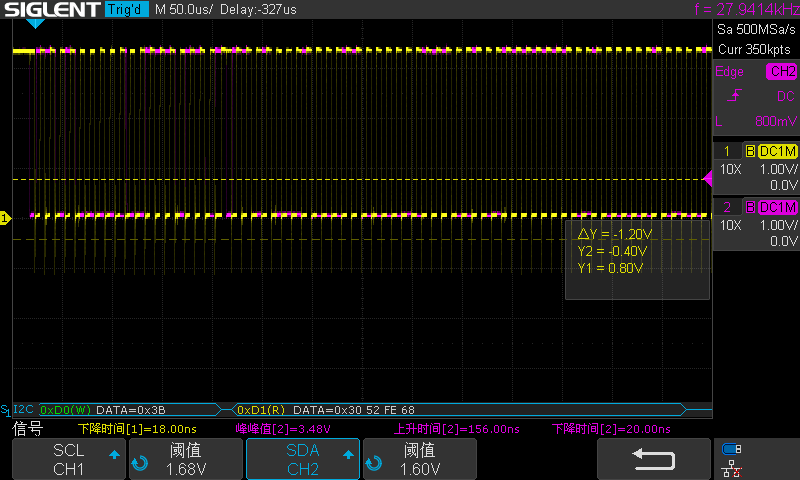 SIGLENT Trig'd M 50.0us/ Delay:-327us f = 27.9414kHz
Sa 500MSa/s
Curr 350kpts
Edge CH2
DC
L 800mV
1 B DC1M
10X 1.00V/
0.0V
2 B DC1M
10X 1.00V/
0.0V
1
ΔY = -1.20V
Y2 = -0.40V
Y1 = 0.80V
S1 I2C 0xD0(W) DATA=0x3B 0xD1(R) DATA=0x30 52 FE 68
信号 下降时间[1]=18.00ns 峰峰值[2]=3.48V 上升时间[2]=156.00ns 下降时间[2]=20.00ns
SCL
CH1
阈值
1.68V
SDA
CH2
阈值
1.60V